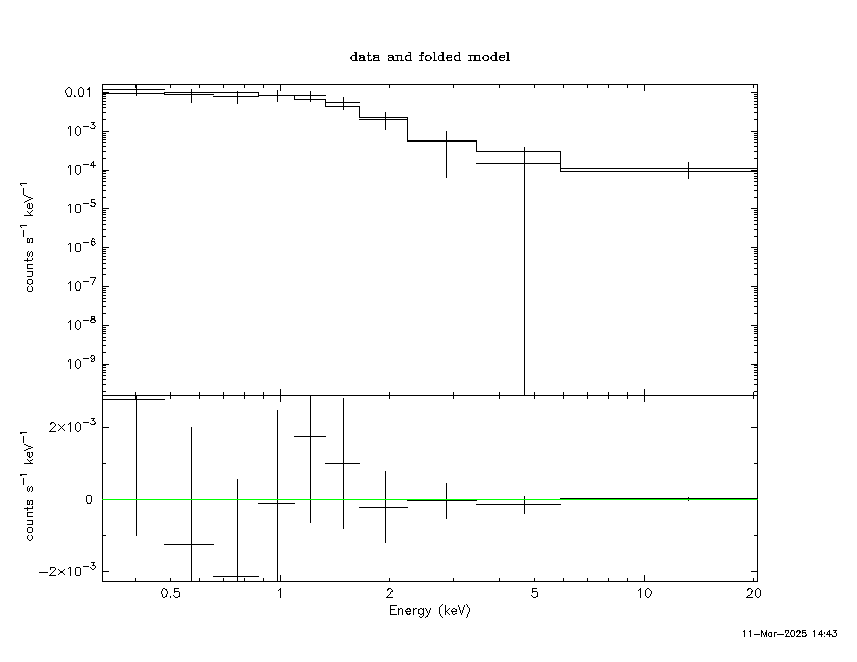 data and folded model
counts s⁻¹ keV⁻¹
0.01
10⁻³
10⁻⁴
10⁻⁵
10⁻⁶
10⁻⁷
10⁻⁸
10⁻⁹
counts s⁻¹ keV⁻¹
2×10⁻³
0
−2×10⁻³
0.5 1 2 5 10 20
Energy (keV)
11-Mar-2025 14:43